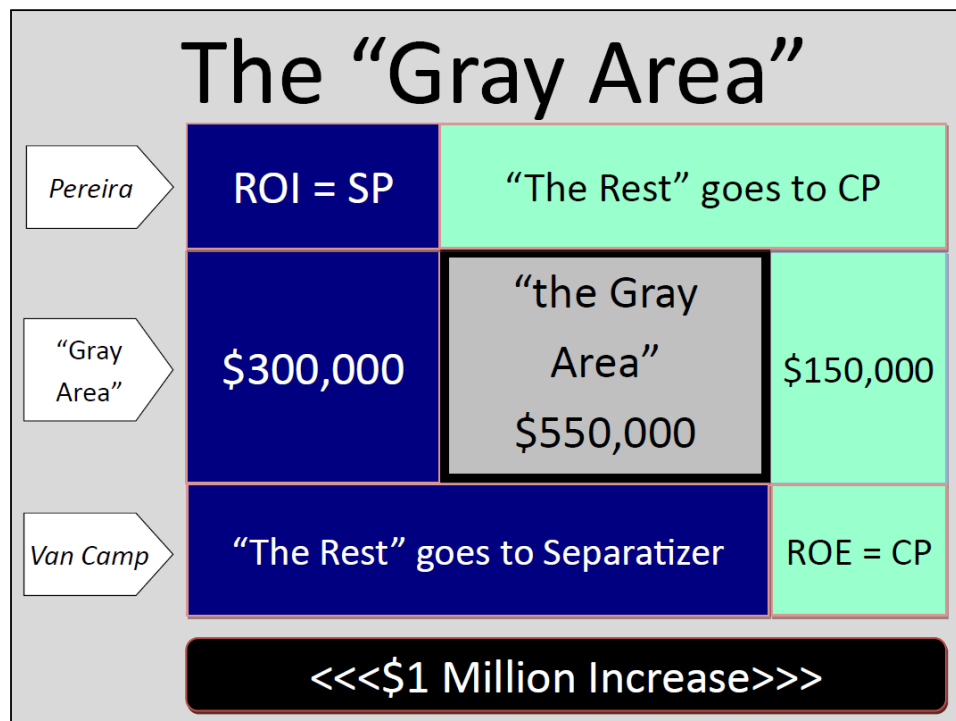 The “Gray Area”
Pereira
ROI = SP
“The Rest” goes to CP
“Gray
Area”
$300,000
“the Gray
Area”
$550,000
$150,000
Van Camp
“The Rest” goes to Separatizer
ROE = CP
<<<$1 Million Increase>>>